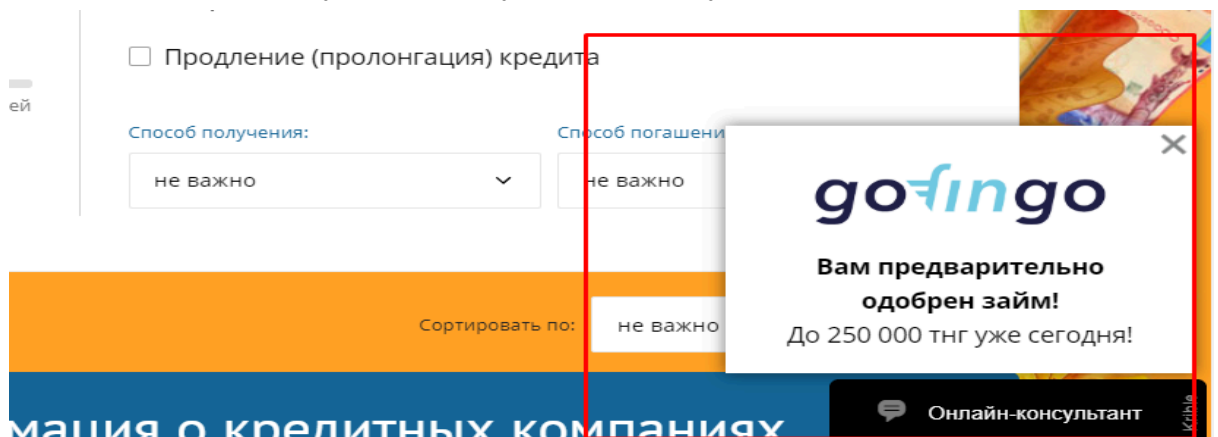 Продление (пролонгация) кредита
ей
Способ получения:
Способ погашени
не важно
не важно
gofingo
Вам предварительно
одобрен займ!
До 250 000 тнг уже сегодня!
Сортировать по:
не важно
Онлайн-консультант
Krible
мация о кредитных компаниях